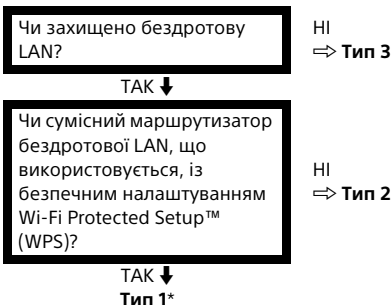 Чи захищено бездротову
LAN?
НІ
⇨ Тип 3
ТАК ⬇
Чи сумісний маршрутизатор
бездротової LAN, що
використовується, із
безпечним налаштуванням
Wi-Fi Protected Setup™
(WPS)?
НІ
⇨ Тип 2
ТАК ⬇
Тип 1*